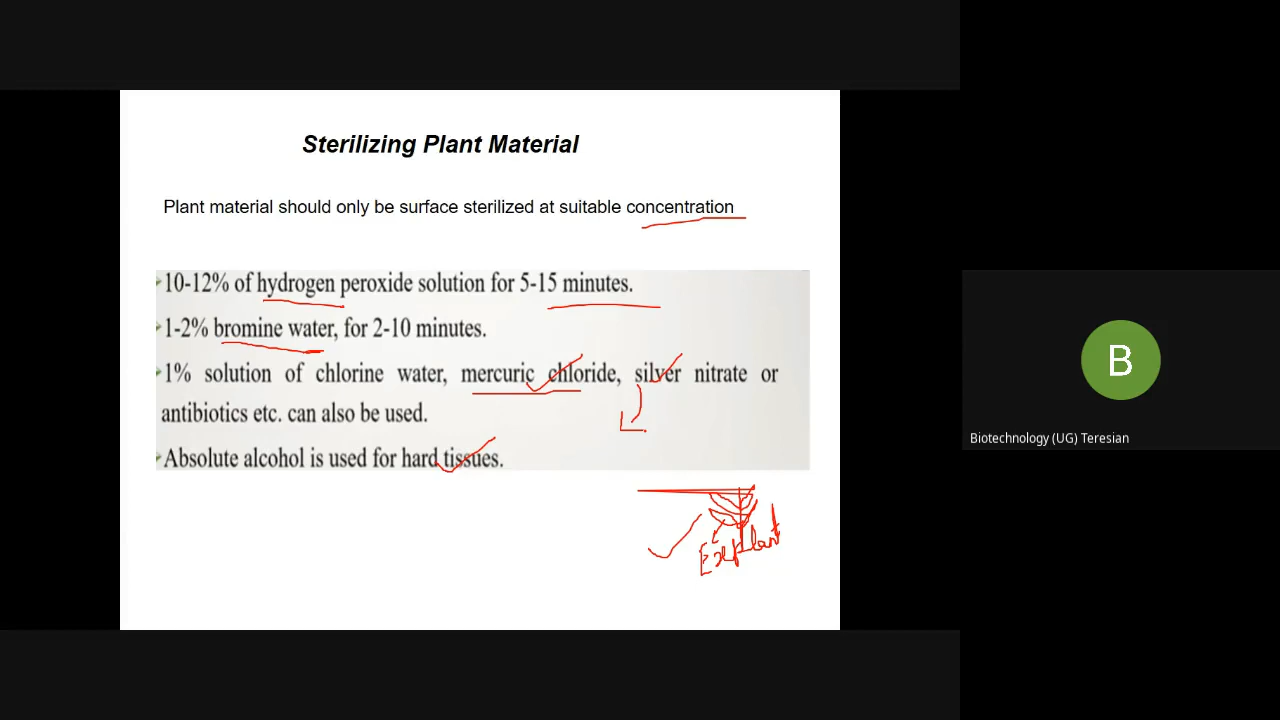 Sterilizing Plant Material
Plant material should only be surface sterilized at suitable concentration
10-12% of hydrogen peroxide solution for 5-15 minutes.
1-2% bromine water, for 2-10 minutes.
1% solution of chlorine water, mercuric chloride, silver nitrate or
antibiotics etc. can also be used.
Absolute alcohol is used for hard tissues.
Explant
B
Biotechnology (UG) Teresian